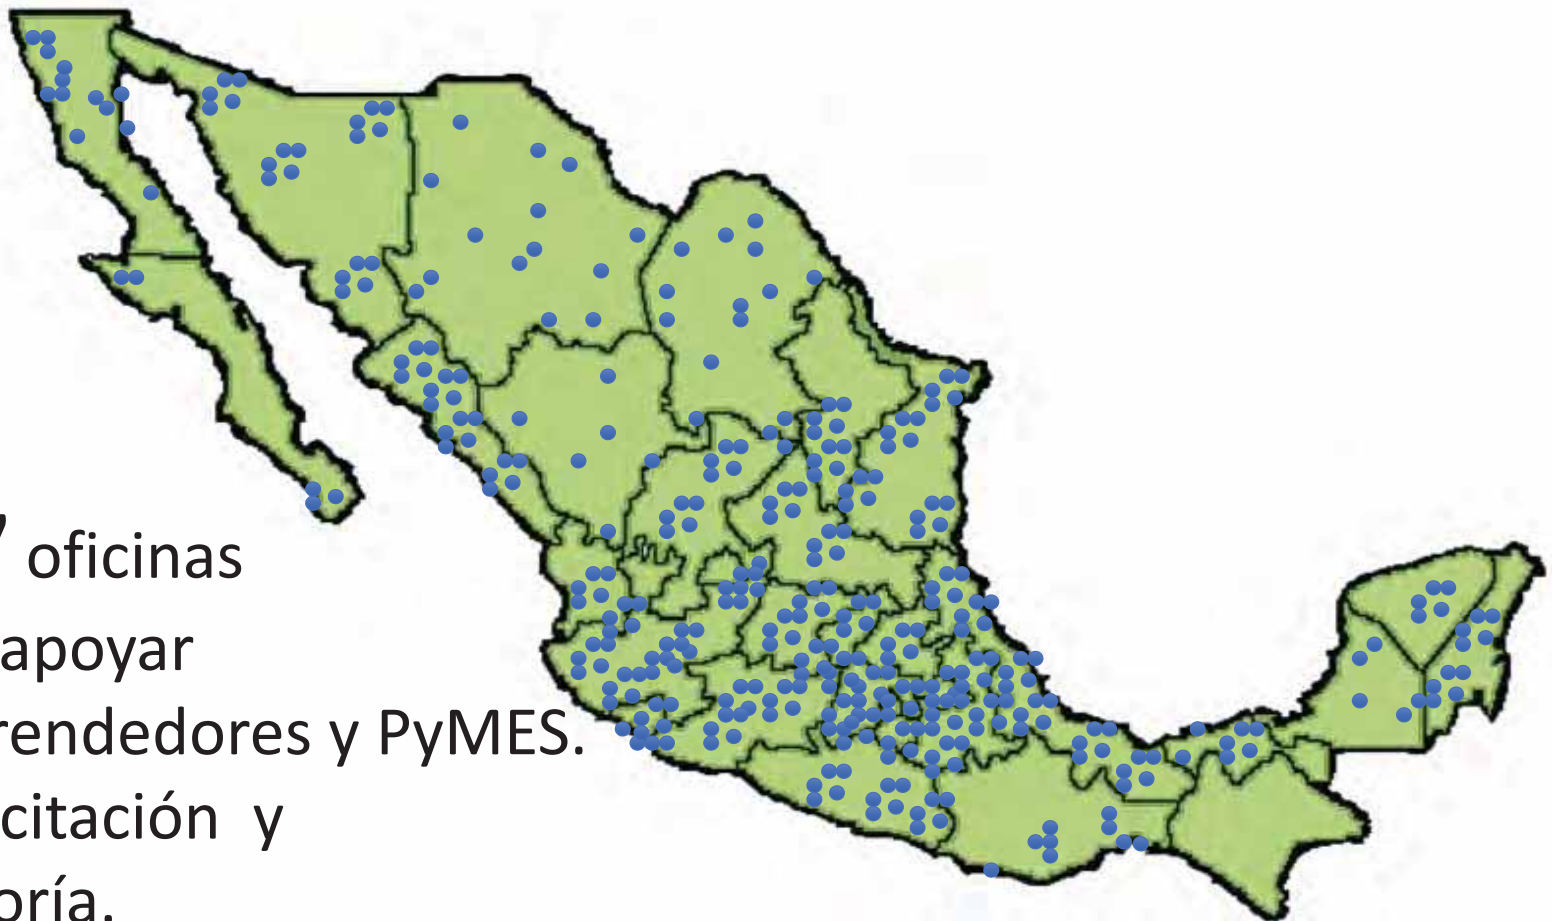 oficinas
apoyar
rendedores y PyMES.
citación y
oría.